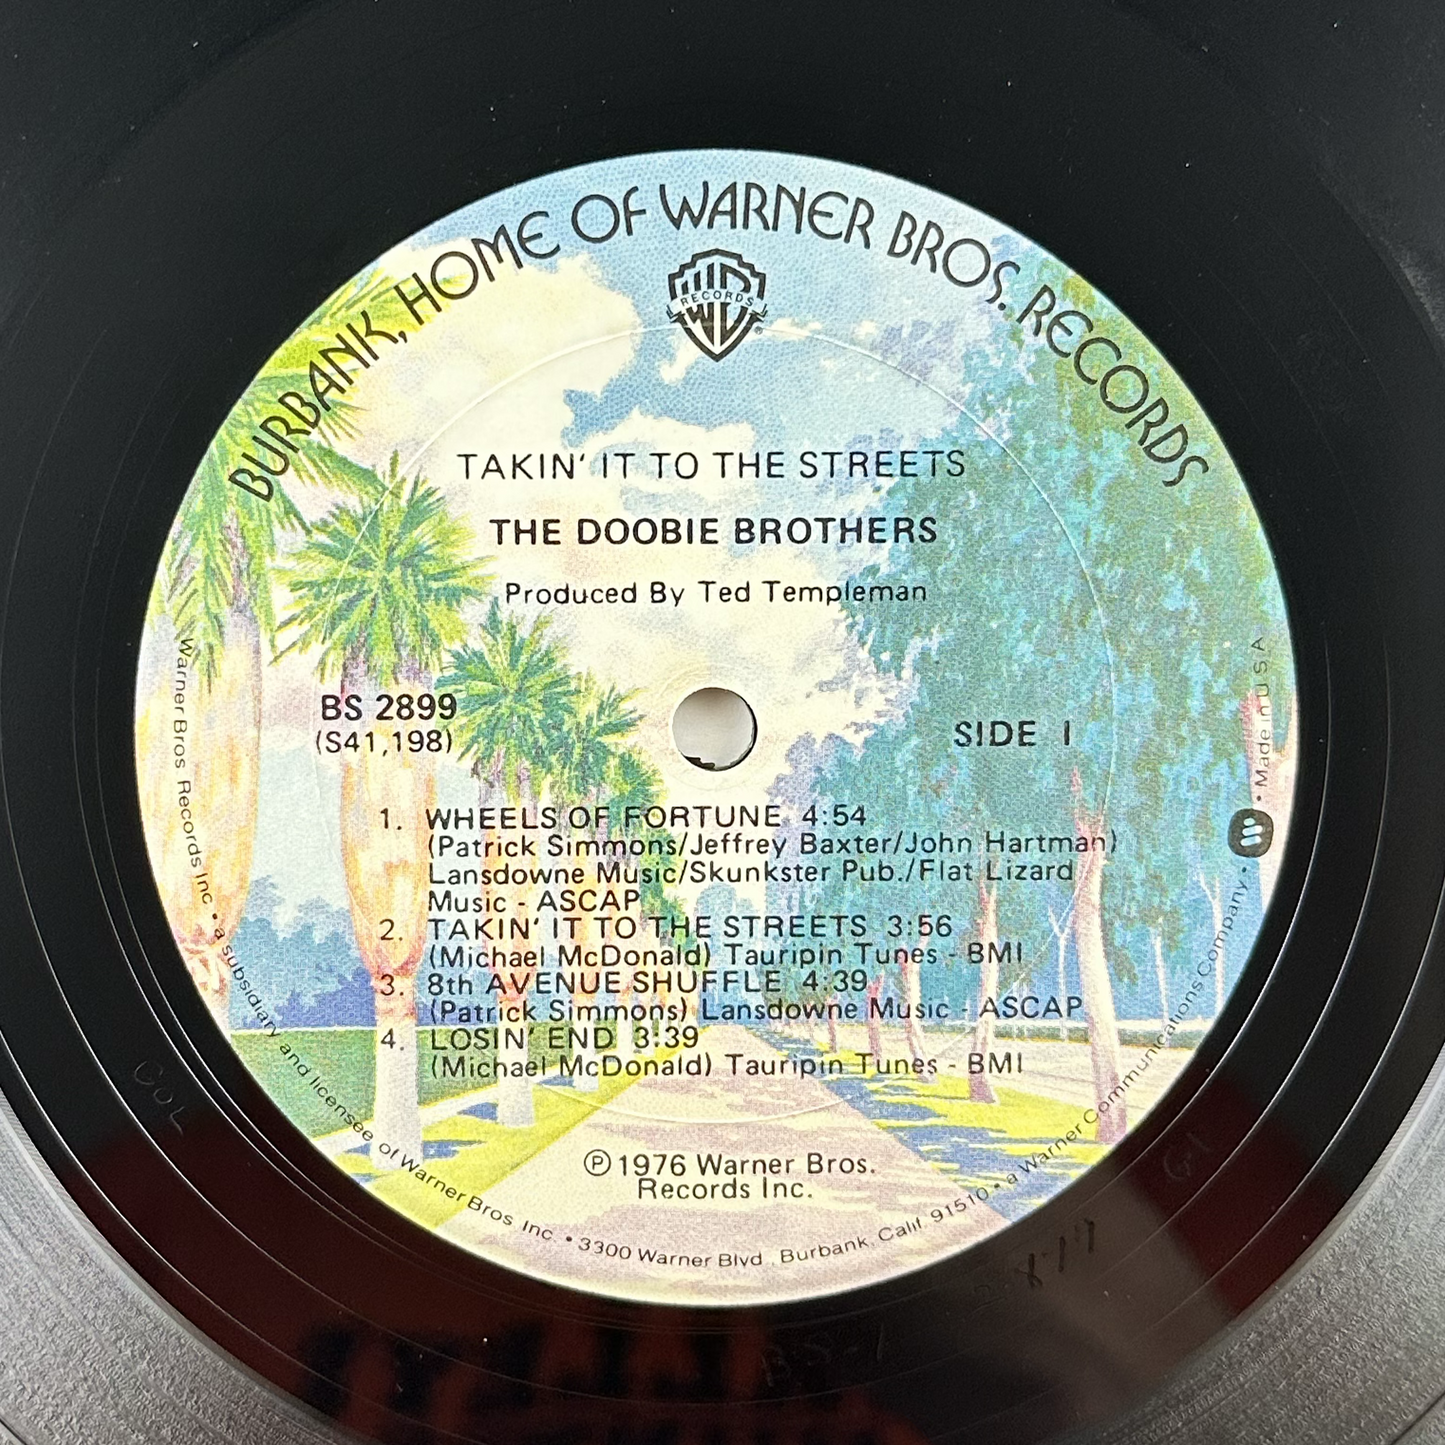 BURBANK, HOME OF WARNER BROS. RECORDS
WB RECORDS ®
TAKIN' IT TO THE STREETS
THE DOOBIE BROTHERS
Produced By Ted Templeman
BS 2899
(S41,198)
SIDE 1
1. WHEELS OF FORTUNE 4:54
(Patrick Simmons/Jeffrey Baxter/John Hartman)
Lansdowne Music/Skunkster Pub./Flat Lizard
Music - ASCAP
2. TAKIN' IT TO THE STREETS 3:56
(Michael McDonald) Tauripin Tunes - BMI
3. 8th AVENUE SHUFFLE 4:39
(Patrick Simmons) Lansdowne Music - ASCAP
4. LOSIN' END 3:39
(Michael McDonald) Tauripin Tunes - BMI
℗ 1976 Warner Bros.
Records Inc.
Warner Bros Records Inc • a subsidiary and licensee of Warner Bros. Inc. • 3300 Warner Blvd., Burbank, Calif. 91510 • a Warner Communications Company • Made in U S A
COL